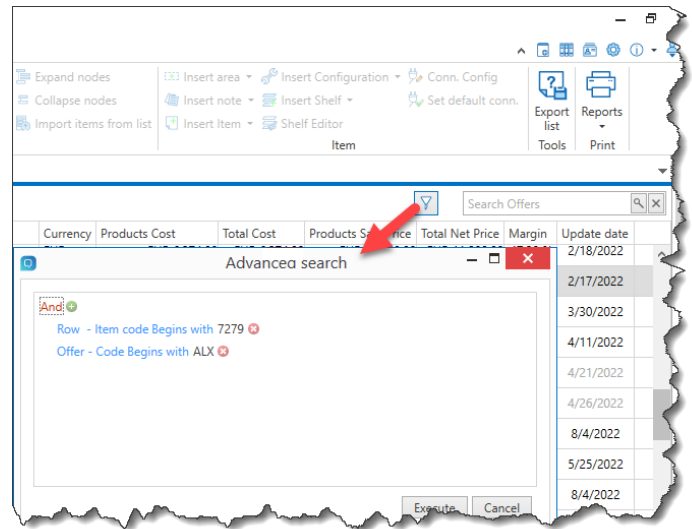 Expand nodes
Insert area
Insert Configuration
Conn. Config
Collapse nodes
Insert note
Insert Shelf
Set default conn.
Import items from list
Insert Item
Shelf Editor
Export list
Reports
Item
Tools
Print
Search Offers
Currency Products Cost Total Cost Products Sa Price Total Net Price Margin Update date
2/18/2022
Advanced search
2/17/2022
And
3/30/2022
Row - Item code Begins with 7279
4/11/2022
Offer - Code Begins with ALX
4/21/2022
4/26/2022
8/4/2022
5/25/2022
8/4/2022
Execute Cancel